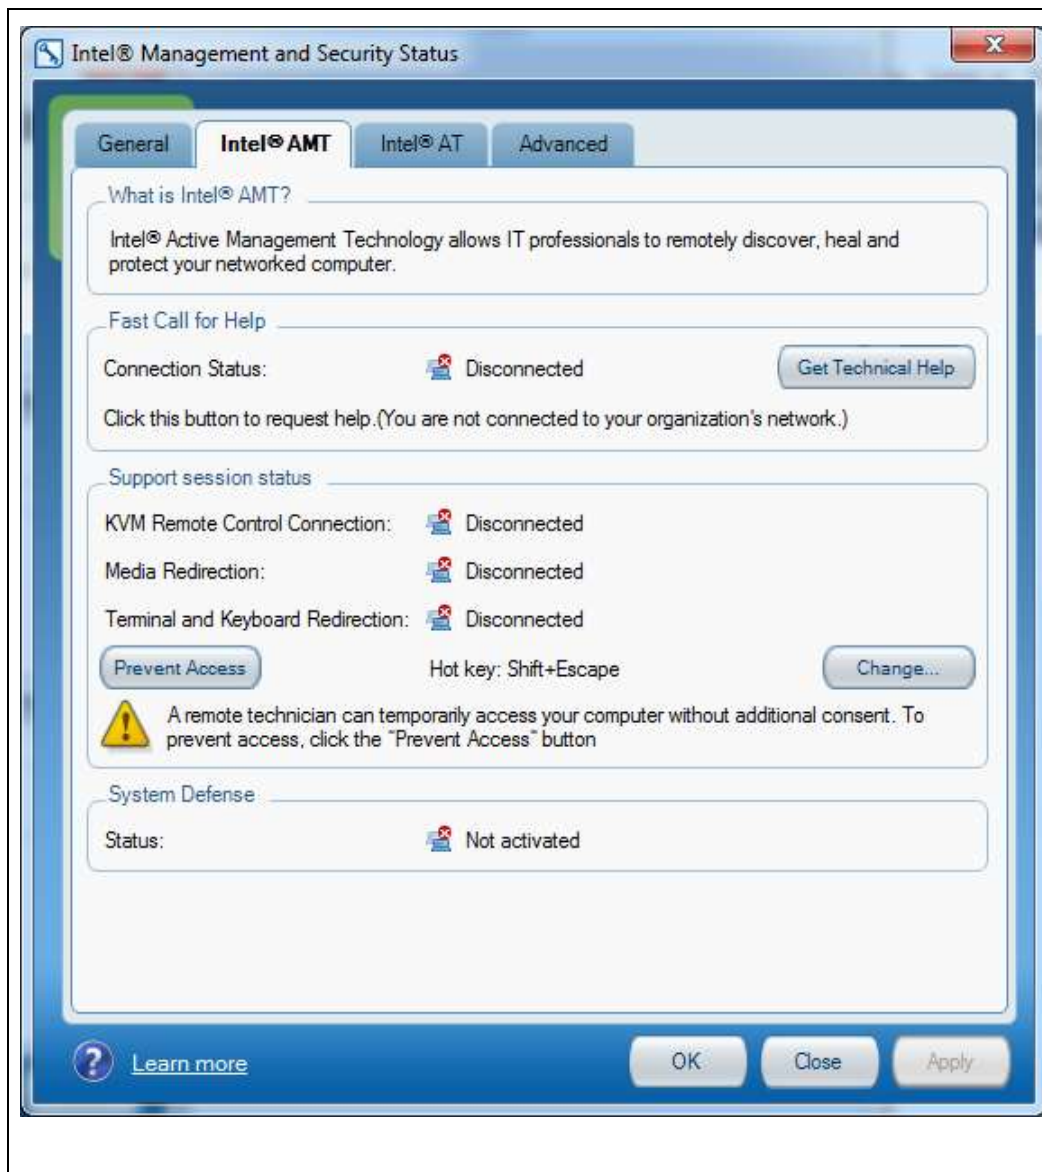 Intel® Management and Security Status
General Intel® AMT Intel® AT Advanced
What is Intel® AMT?
Intel® Active Management Technology allows IT professionals to remotely discover, heal and
protect your networked computer.
Fast Call for Help
Connection Status: Disconnected Get Technical Help
Click this button to request help.(You are not connected to your organization's network.)
Support session status
KVM Remote Control Connection: Disconnected
Media Redirection: Disconnected
Terminal and Keyboard Redirection: Disconnected
Prevent Access Hot key: Shift+Escape Change...
A remote technician can temporarily access your computer without additional consent. To
prevent access, click the "Prevent Access" button
System Defense
Status: Not activated
Learn more OK Close Apply